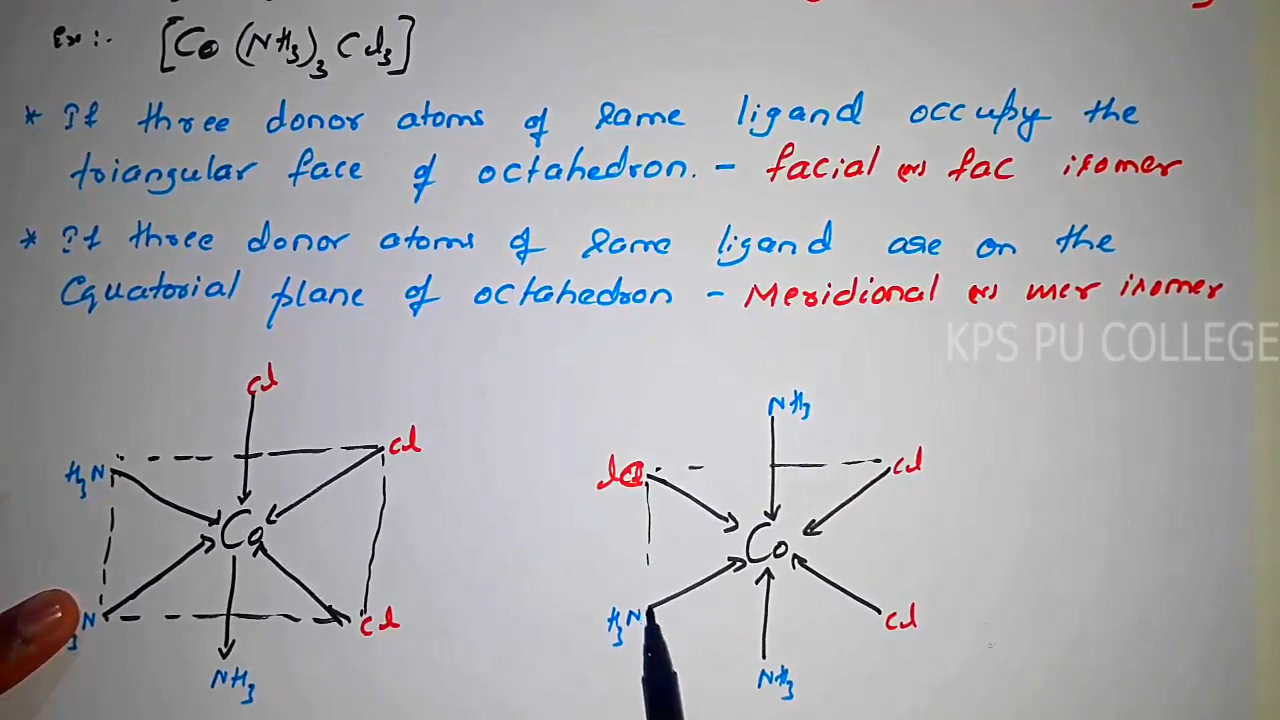 Ex:- [Co(NH3)3Cl3]
* If three donor atoms of same ligand occupy the
triangular face of octahedron. - facial or fac isomer
* If three donor atoms of same ligand are on the
Equatorial plane of octahedron - Meridional or mer isomer
KPS PU COLLEGE
Cl
H3N Cl
Co
3N Cl
NH3
NH3
Cl Cl
Co
H3N Cl
NH3